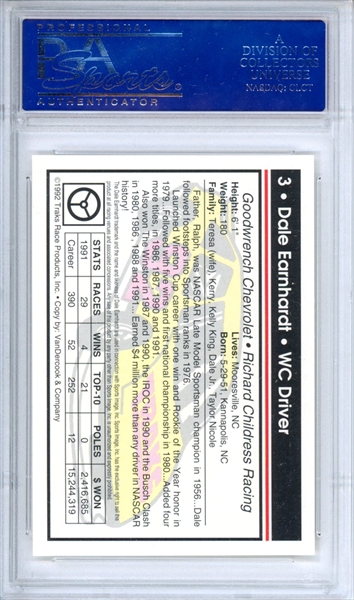 PROFESSIONAL
PSA
Sports
®
AUTHENTICATOR
A
DIVISION OF
COLLECTORS
UNIVERSE
NASDAQ: CLCT
3 • Dale Earnhardt • WC Driver
Goodwrench Chevrolet • Richard Childress Racing
Height: 6'1" Lives: Mooresville, NC
Weight: 180 Born: 5-29-51, Kannapolis, NC
Family: Teresa (wife), Kerry, Kelly King, Dale Jr., Taylor Nicole
Father, Ralph, was NASCAR Late Model Sportsman champion in 1956...Dale
followed footsteps into Sportsman ranks in 1976.
Launched Winston Cup career with one win and Rookie of the Year honor in
1979...Followed with five wins and first national championship in 1980...Added four
more titles, in 1986, 1987, 1990 and 1991.
Also won The Winston in 1987 and 1990, the IROC in 1990 and the Busch Clash
in 1980, 1986, 1988 and 1991...Earned $4 million more than any driver in NASCAR
history.
STATS RACES WINS TOP-10 POLES $ WON
1991 29 4 21 0 2,416,685
Career 390 52 252 12 15,244,319
©1992 Traks Race Products, Inc. • Copy by: VanDercook & Company